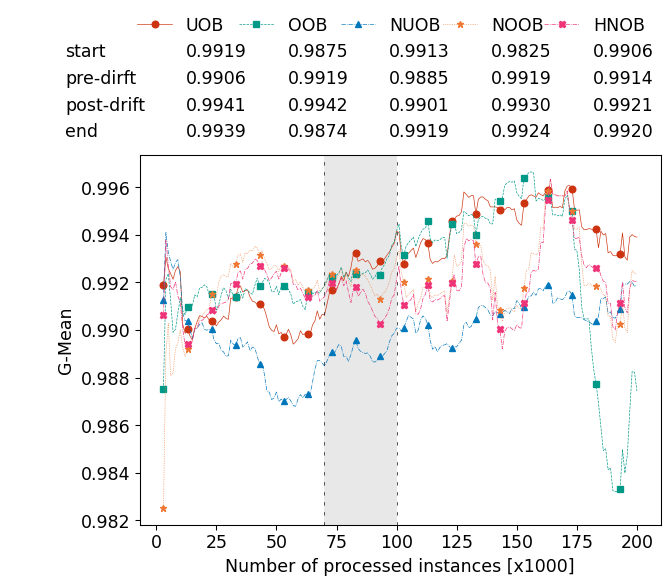 UOB OOB NUOB NOOB HNOB
start 0.9919 0.9875 0.9913 0.9825 0.9906
pre-dirft 0.9906 0.9919 0.9885 0.9919 0.9914
post-drift 0.9941 0.9942 0.9901 0.9930 0.9921
end 0.9939 0.9874 0.9919 0.9924 0.9920
0.996
0.994
0.992
0.990
0.988
0.986
0.984
0.982
G-Mean
0 25 50 75 100 125 150 175 200
Number of processed instances [x1000]